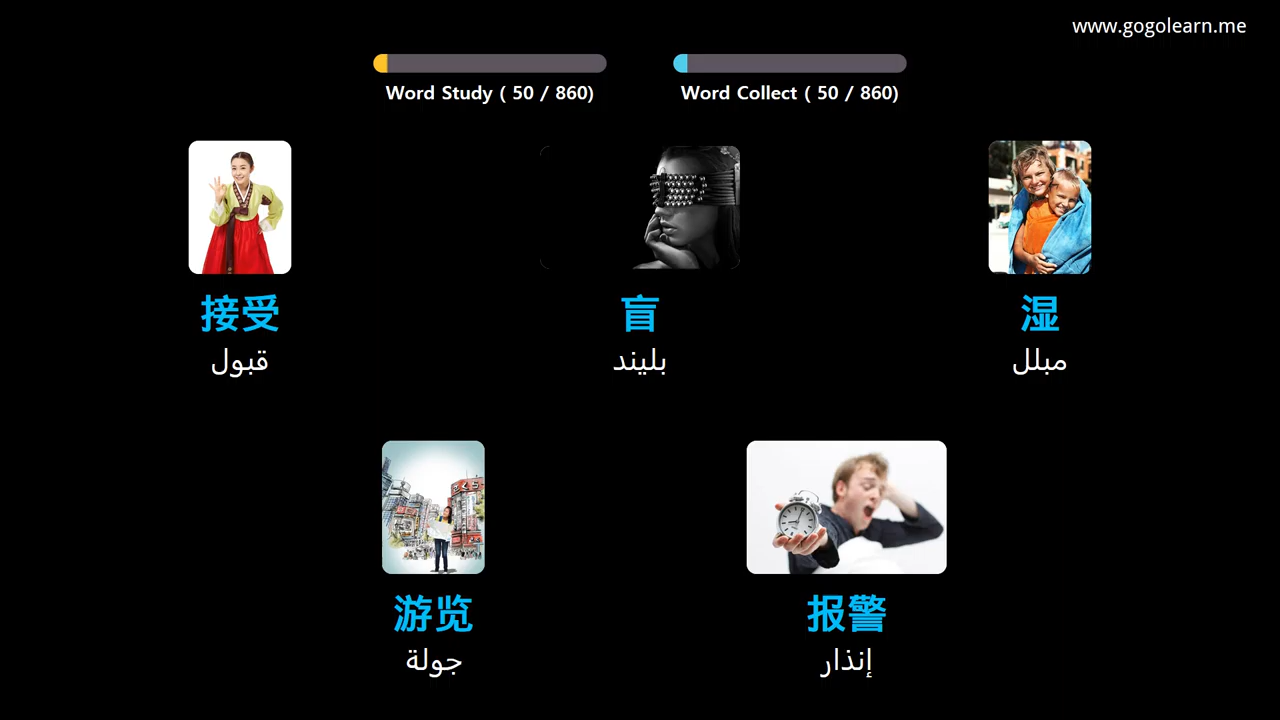 www.gogolearn.me
Word Study ( 50 / 860)
Word Collect ( 50 / 860)
接受
盲
湿
قبول
بليند
مبلل
游览
报警
جولة
إنذار